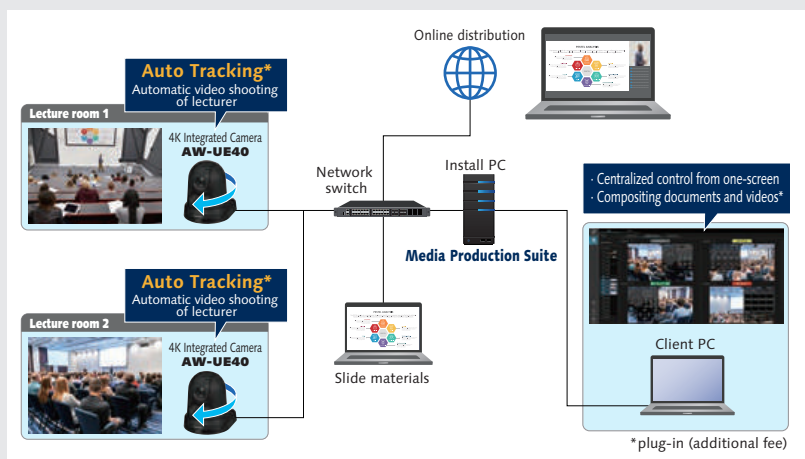 Online distribution
Auto Tracking*
Automatic video shooting
of lecturer
Lecture room 1
4K Integrated Camera
AW-UE40
Network
switch
Install PC
Media Production Suite
· Centralized control from one-screen
· Compositing documents and videos*
Auto Tracking*
Automatic video shooting
of lecturer
Lecture room 2
4K Integrated Camera
AW-UE40
Slide materials
Client PC
*plug-in (additional fee)